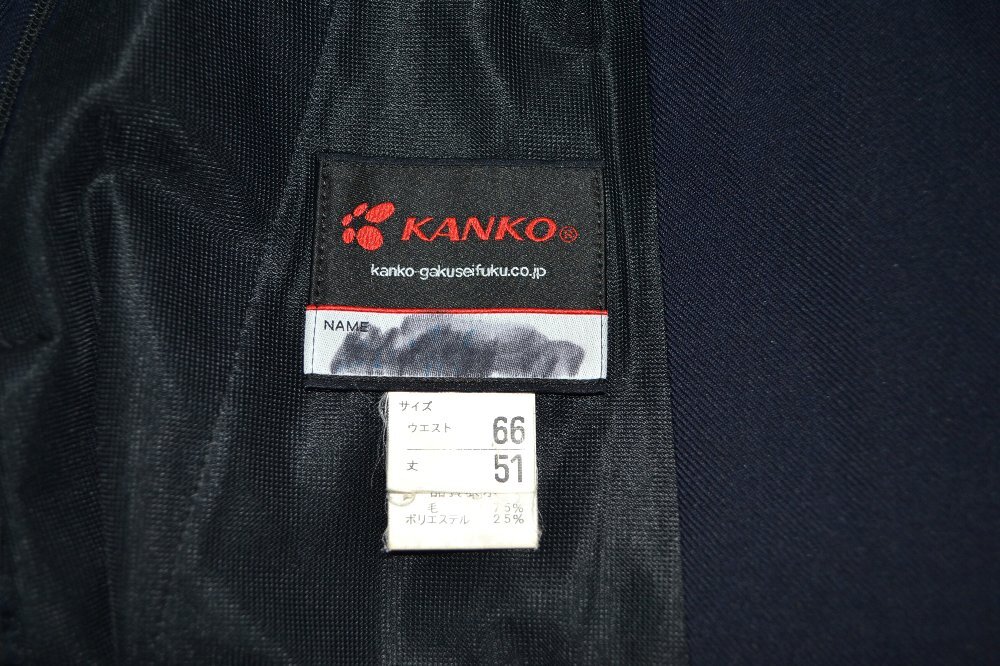 KANKO®
kanko-gakuseifuku.co.jp
NAME
サイズ
ウエスト 66
丈 51
毛 75%
ポリエステル 25%